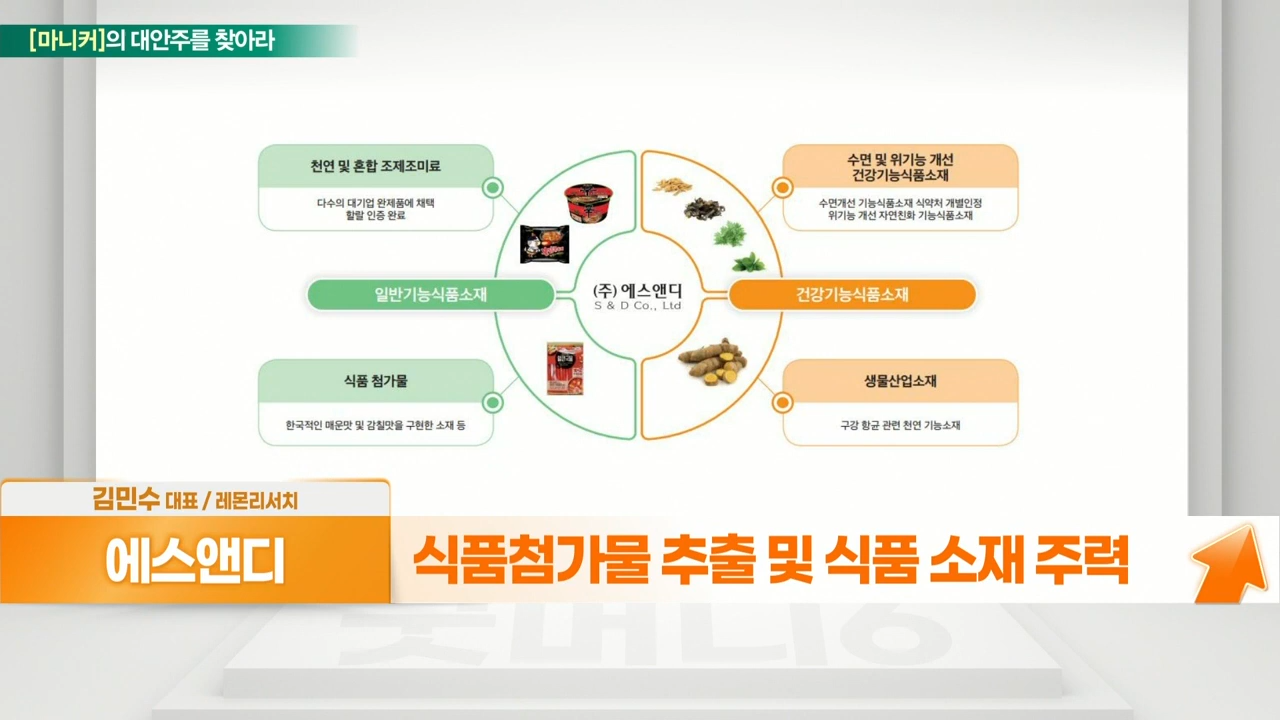 [마니커]의 대안주를 찾아라
천연 및 혼합 조제조미료
다수의 대기업 완제품에 채택
할랄 인증 완료
수면 및 위기능 개선
건강기능식품소재
수면개선 기능식품소재 식약처 개별인정
위기능 개선 자연친화 기능식품소재
일반기능식품소재
(주)에스앤디
S & D Co., Ltd
건강기능식품소재
식품 첨가물
한국적인 매운맛 및 감칠맛을 구현한 소재 등
생물산업소재
구강 항균 관련 천연 기능소재
김민수 대표 / 레몬리서치
에스앤디
식품첨가물 추출 및 식품 소재 주력
굿머니6